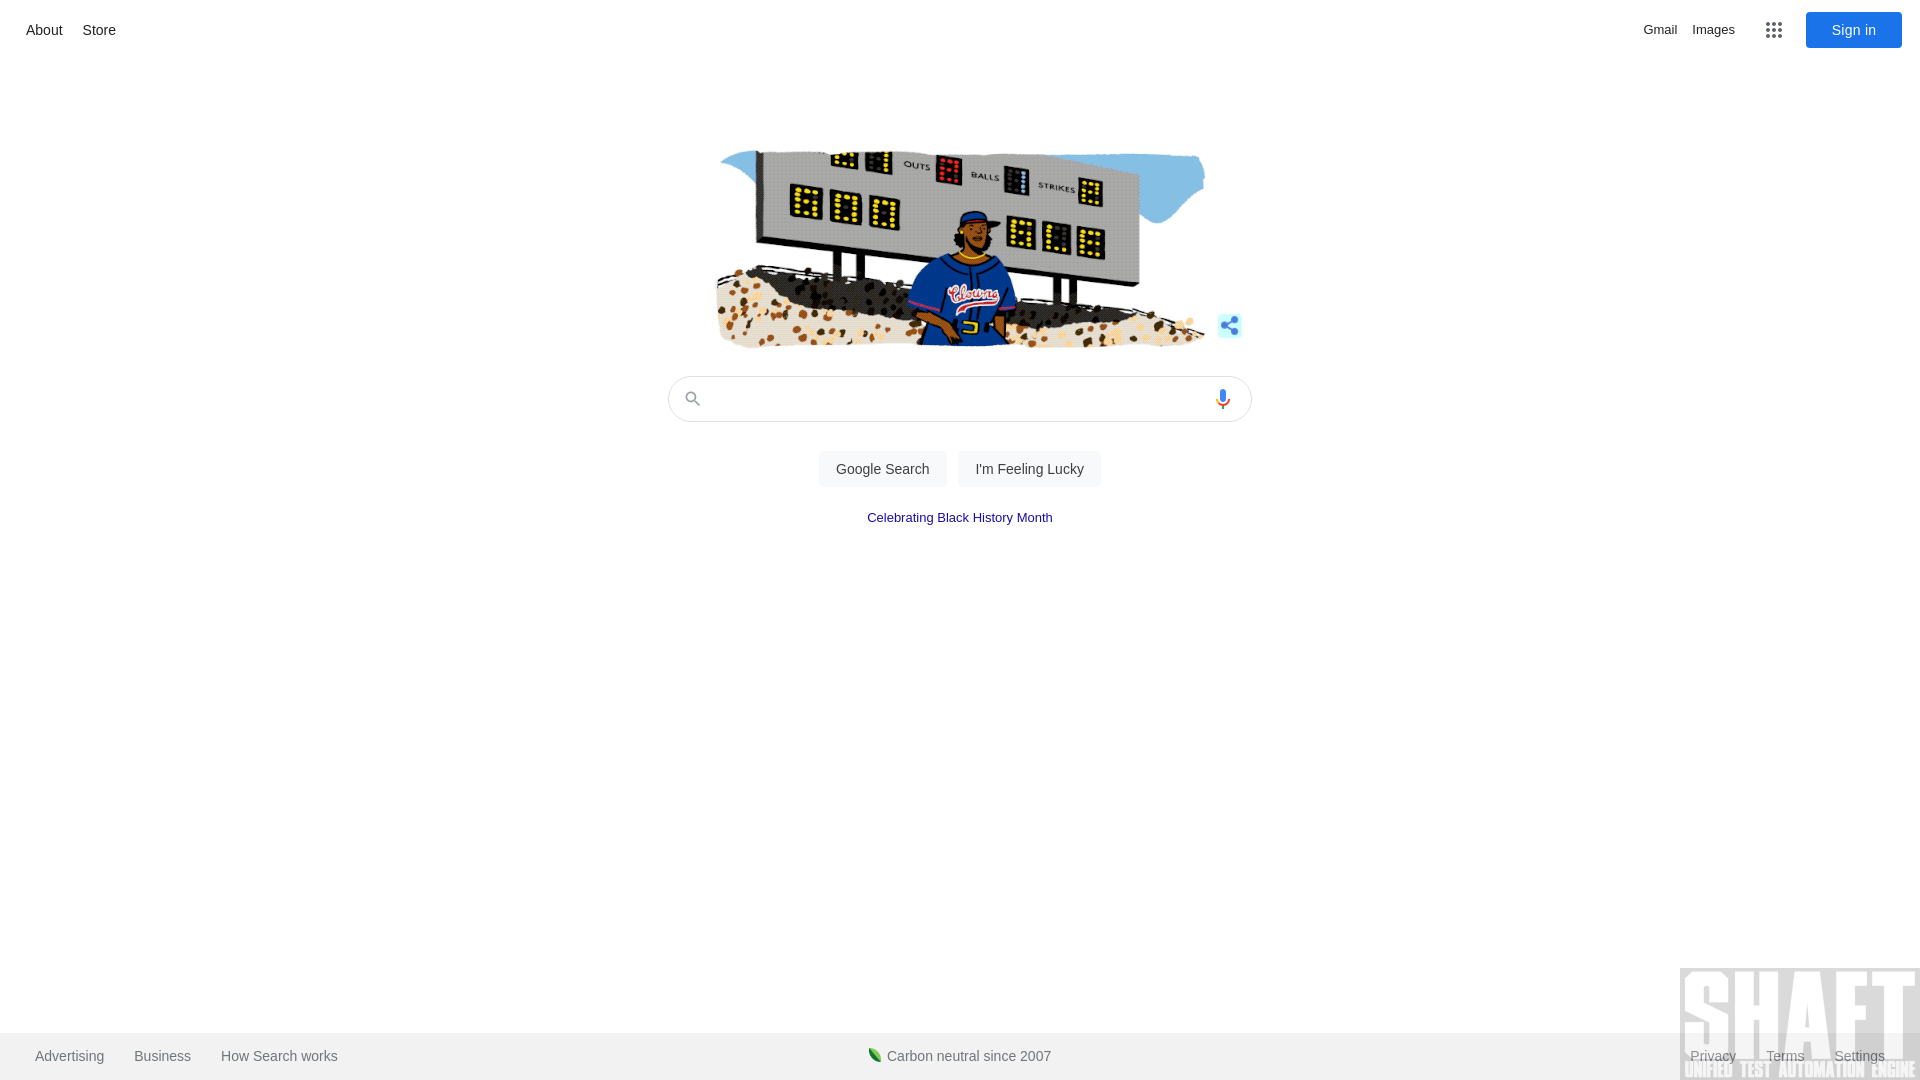 About Store
Gmail Images Sign in
OUTS BALLS STRIKES
Clowns
Google Search I'm Feeling Lucky
Celebrating Black History Month
SHAFT
Advertising Business How Search works Carbon neutral since 2007 Privacy Terms Settings
UNIFIED TEST AUTOMATION ENGINE